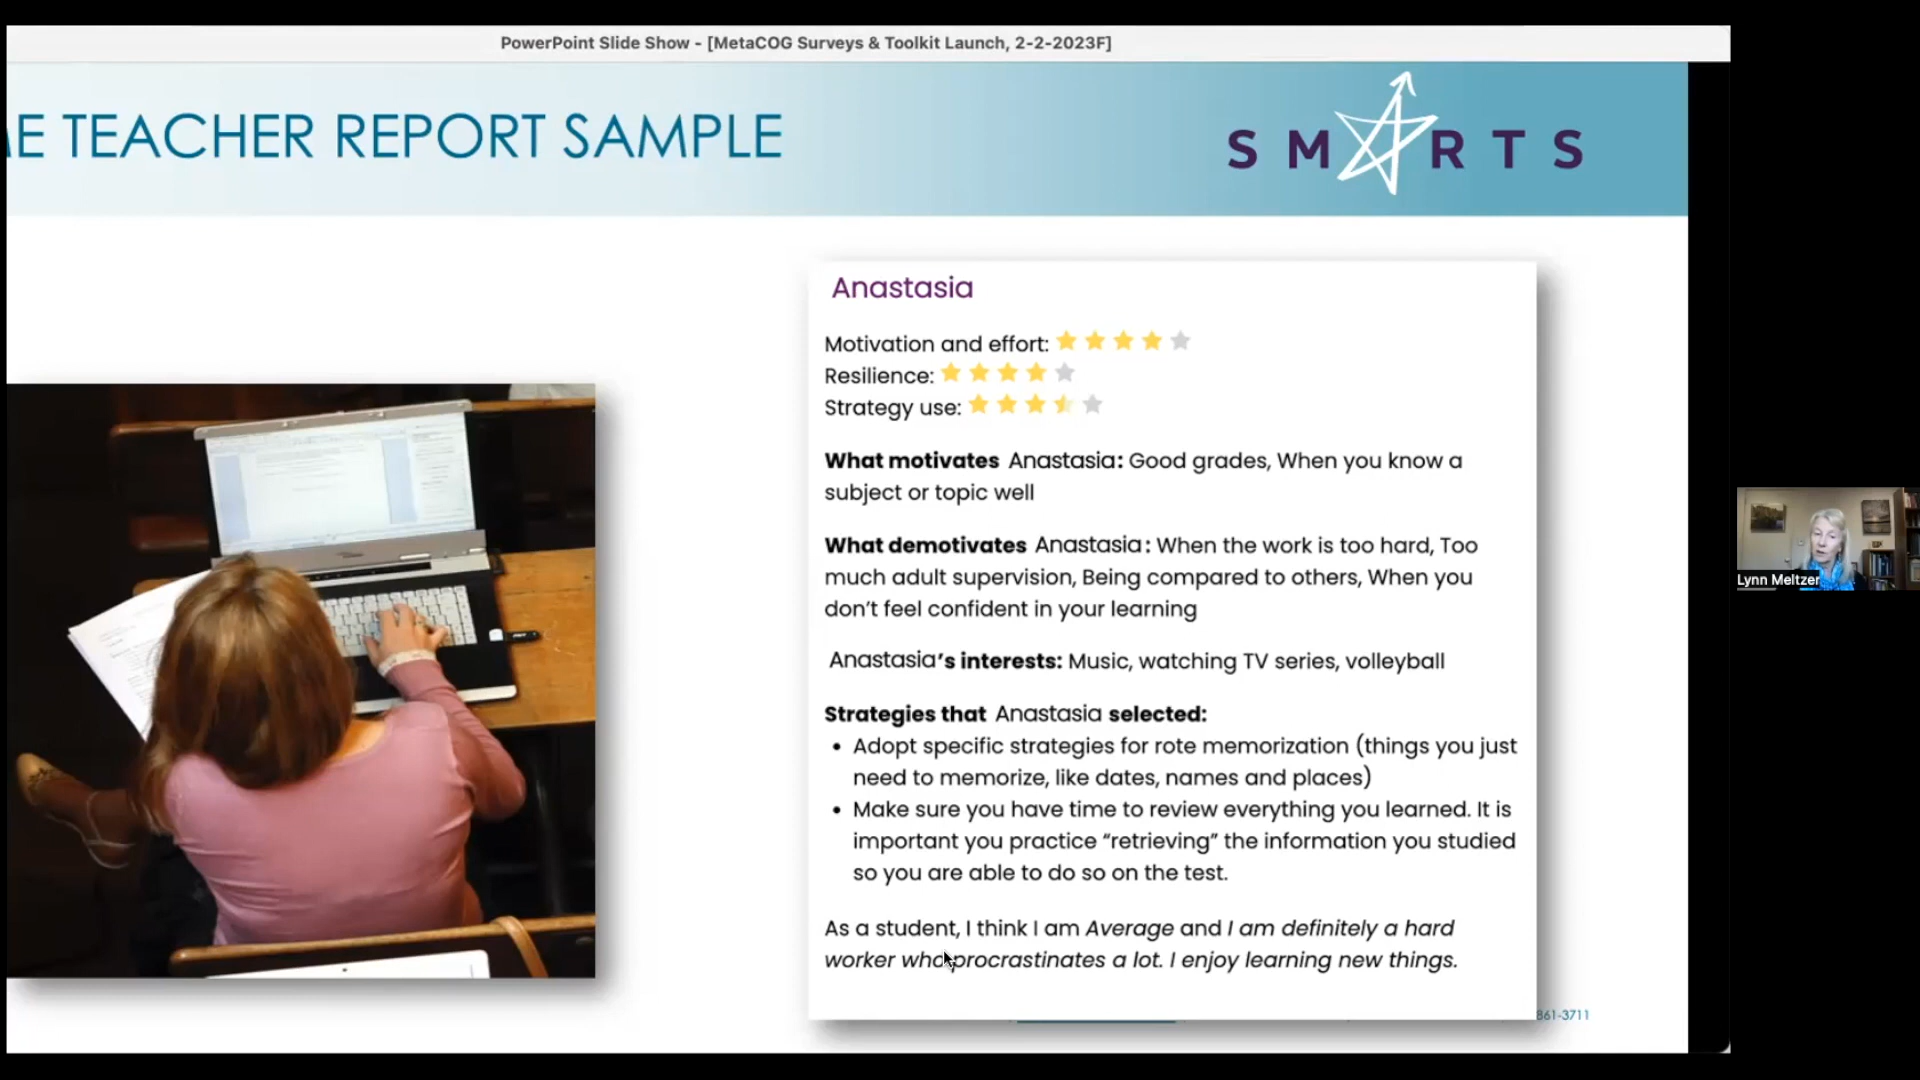 PowerPoint Slide Show - [MetaCOG Surveys & Toolkit Launch, 2-2-2023F]
E TEACHER REPORT SAMPLE
SMARTS
Anastasia
Motivation and effort:
Resilience:
Strategy use:
What motivates Anastasia: Good grades, When you know a
subject or topic well
What demotivates Anastasia: When the work is too hard, Too
much adult supervision, Being compared to others, When you
don't feel confident in your learning
Anastasia's interests: Music, watching TV series, volleyball
Strategies that Anastasia selected:
• Adopt specific strategies for rote memorization (things you just
need to memorize, like dates, names and places)
• Make sure you have time to review everything you learned. It is
important you practice “retrieving” the information you studied
so you are able to do so on the test.
As a student, I think I am Average and I am definitely a hard
worker who procrastinates a lot. I enjoy learning new things.
861-3711
Lynn Meltzer